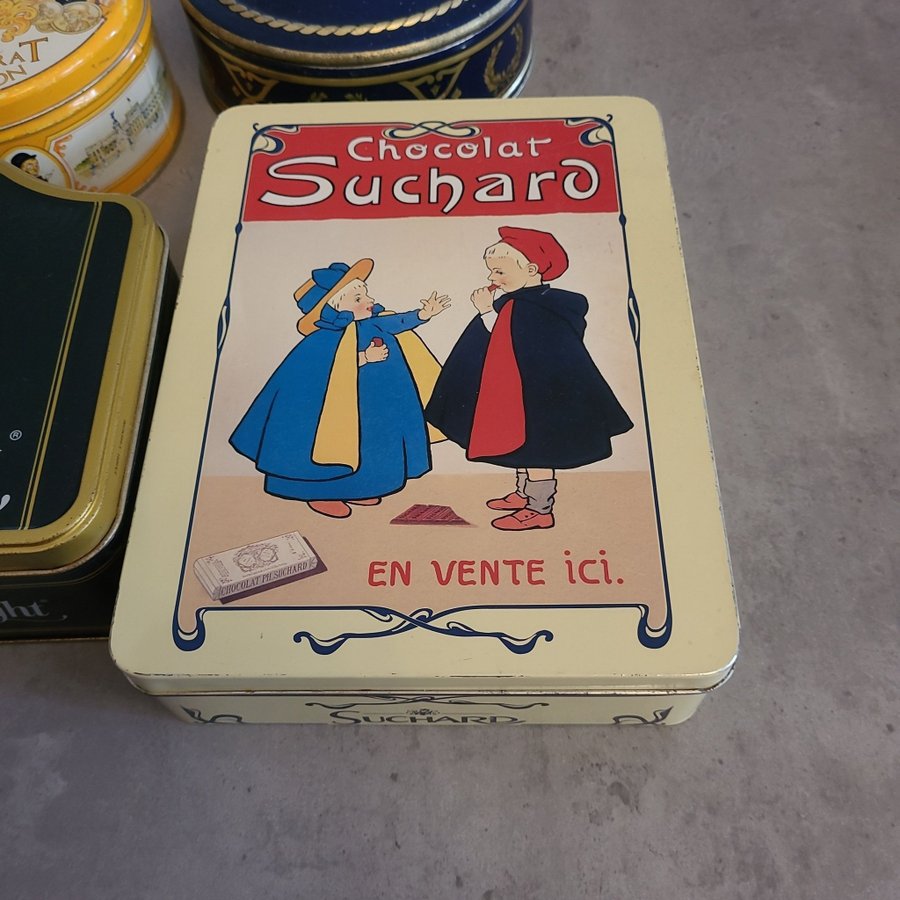 Chocolat
Suchard
CHOCOLAT PH. SUCHARD
EN VENTE ici.
SUCHARD
®